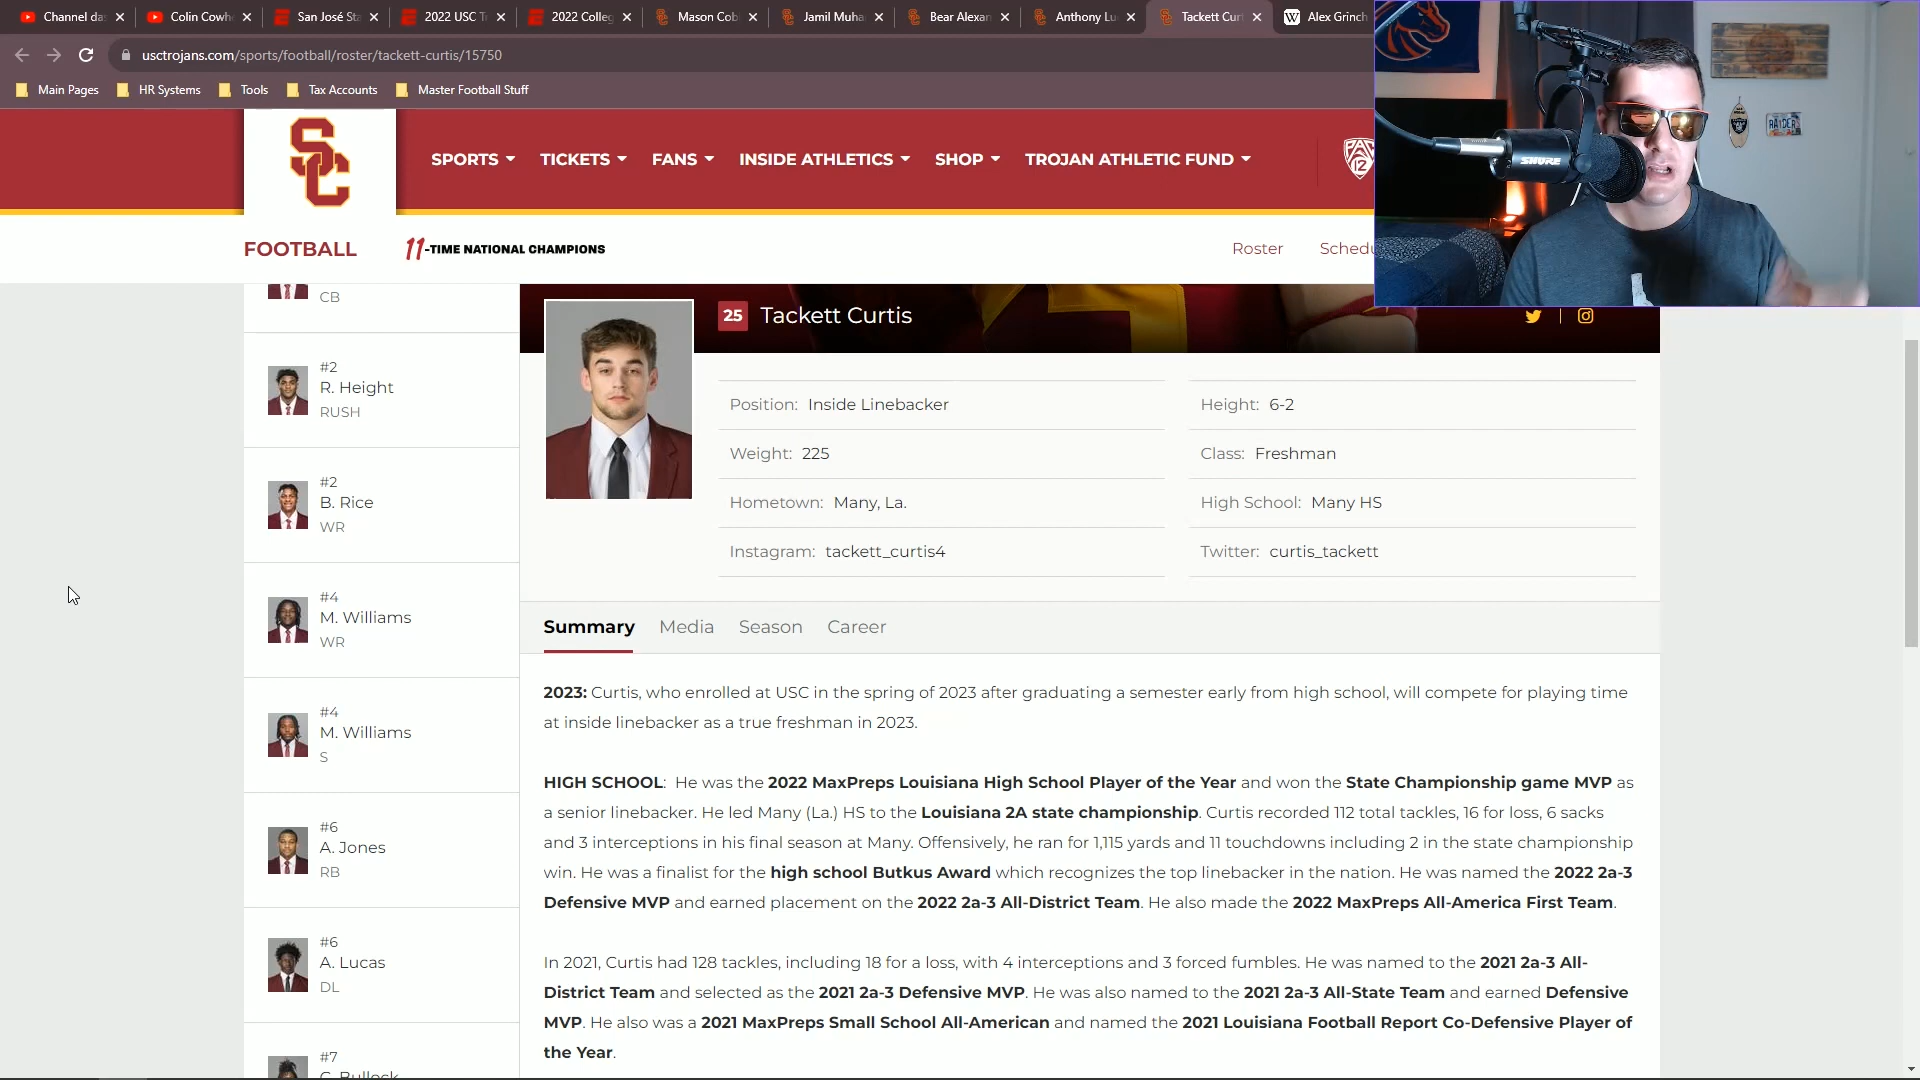 Channel da
Colin Cowh
San José Sta
2022 USC T
2022 Colleg
Mason Cob
Jamil Muha
Bear Alexan
Anthony Lu
Tackett Curt
Alex Grinch
usctrojans.com/sports/football/roster/tackett-curtis/15750
Main Pages
HR Systems
Tools
Tax Accounts
Master Football Stuff
SC
SPORTS
TICKETS
FANS
INSIDE ATHLETICS
SHOP
TROJAN ATHLETIC FUND
PAC 12
SHURE
RAIDERS
FOOTBALL
11-TIME NATIONAL CHAMPIONS
Roster
Schedu
CB
#2
R. Height
RUSH
#2
B. Rice
WR
#4
M. Williams
WR
#4
M. Williams
S
#6
A. Jones
RB
#6
A. Lucas
DL
#7
C. Bullock
25 Tackett Curtis
Position: Inside Linebacker
Height: 6-2
Weight: 225
Class: Freshman
Hometown: Many, La.
High School: Many HS
Instagram: tackett_curtis4
Twitter: curtis_tackett
Summary
Media
Season
Career
2023: Curtis, who enrolled at USC in the spring of 2023 after graduating a semester early from high school, will compete for playing time
at inside linebacker as a true freshman in 2023.
HIGH SCHOOL: He was the 2022 MaxPreps Louisiana High School Player of the Year and won the State Championship game MVP as
a senior linebacker. He led Many (La.) HS to the Louisiana 2A state championship. Curtis recorded 112 total tackles, 16 for loss, 6 sacks
and 3 interceptions in his final season at Many. Offensively, he ran for 1,115 yards and 11 touchdowns including 2 in the state championship
win. He was a finalist for the high school Butkus Award which recognizes the top linebacker in the nation. He was named the 2022 2a-3
Defensive MVP and earned placement on the 2022 2a-3 All-District Team. He also made the 2022 MaxPreps All-America First Team.
In 2021, Curtis had 128 tackles, including 18 for a loss, with 4 interceptions and 3 forced fumbles. He was named to the 2021 2a-3 All-
District Team and selected as the 2021 2a-3 Defensive MVP. He was also named to the 2021 2a-3 All-State Team and earned Defensive
MVP. He also was a 2021 MaxPreps Small School All-American and named the 2021 Louisiana Football Report Co-Defensive Player of
the Year.